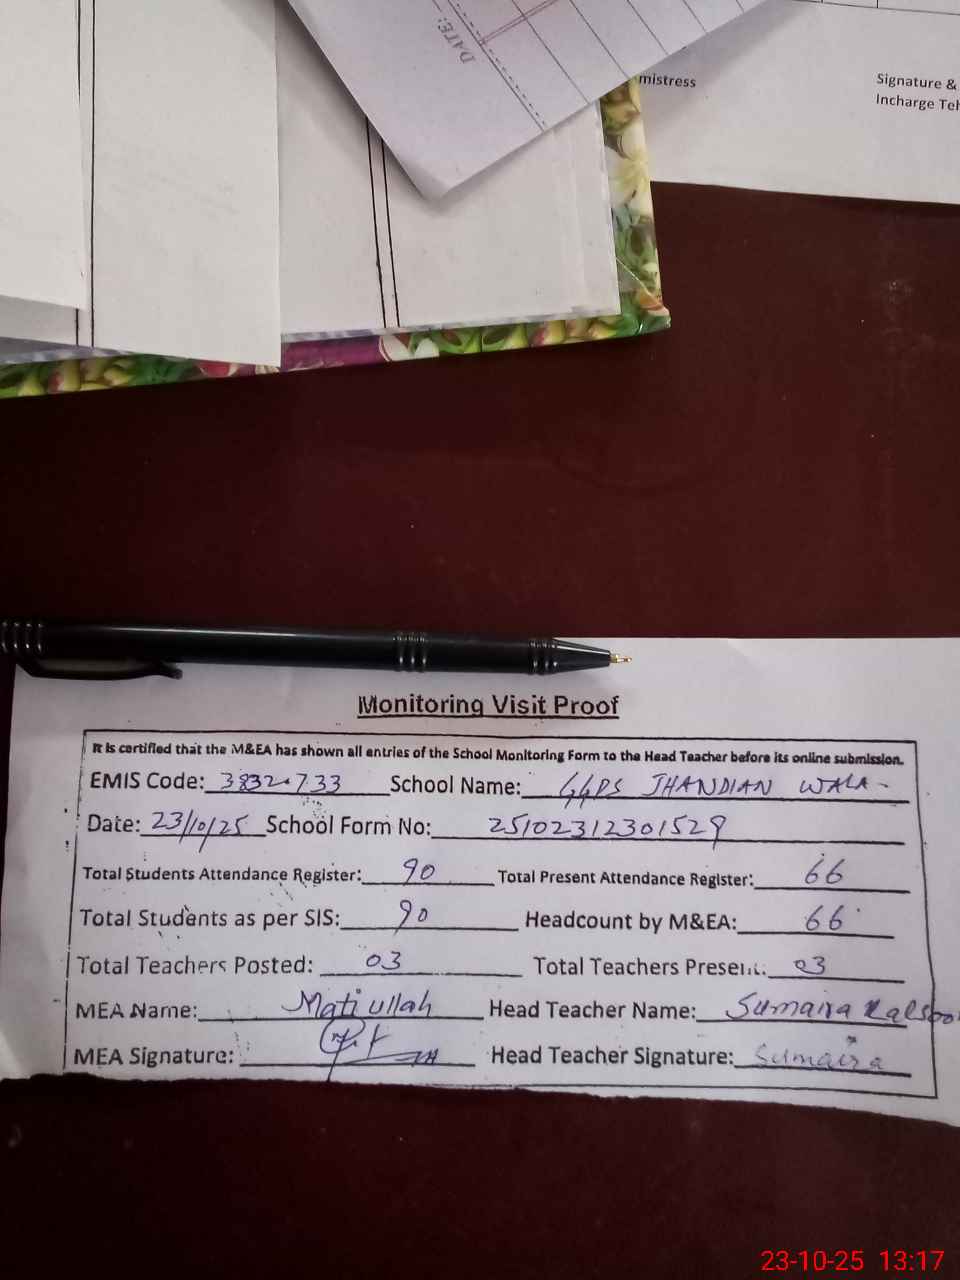 DATE:
mistress
Signature &
Incharge Teh
Monitoring Visit Proof
It is certified that the M&EA has shown all entries of the School Monitoring Form to the Head Teacher before its online submission.
EMIS Code: 38320733 School Name: GGPS JHANDIAN WALA
Date: 23/10/25 School Form No: 25102312301529
Total Students Attendance Register: 90 Total Present Attendance Register: 66
Total Students as per SIS: 90 Headcount by M&EA: 66
Total Teachers Posted: 03 Total Teachers Present: 03
MEA Name: Matiullah Head Teacher Name: Sumaira Kalsoo
MEA Signature: Head Teacher Signature: Sumaira
23-10-25 13:17